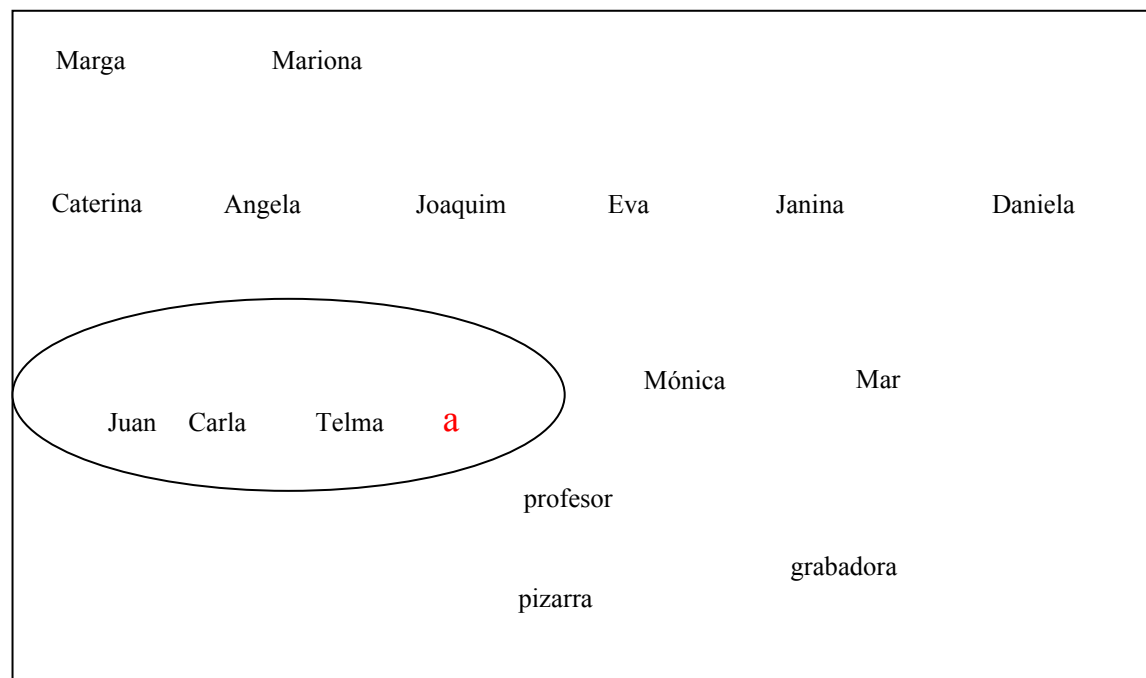 Marga Mariona
Caterina Angela Joaquim Eva Janina Daniela
Mónica Mar
Juan Carla Telma a
profesor
grabadora
pizarra